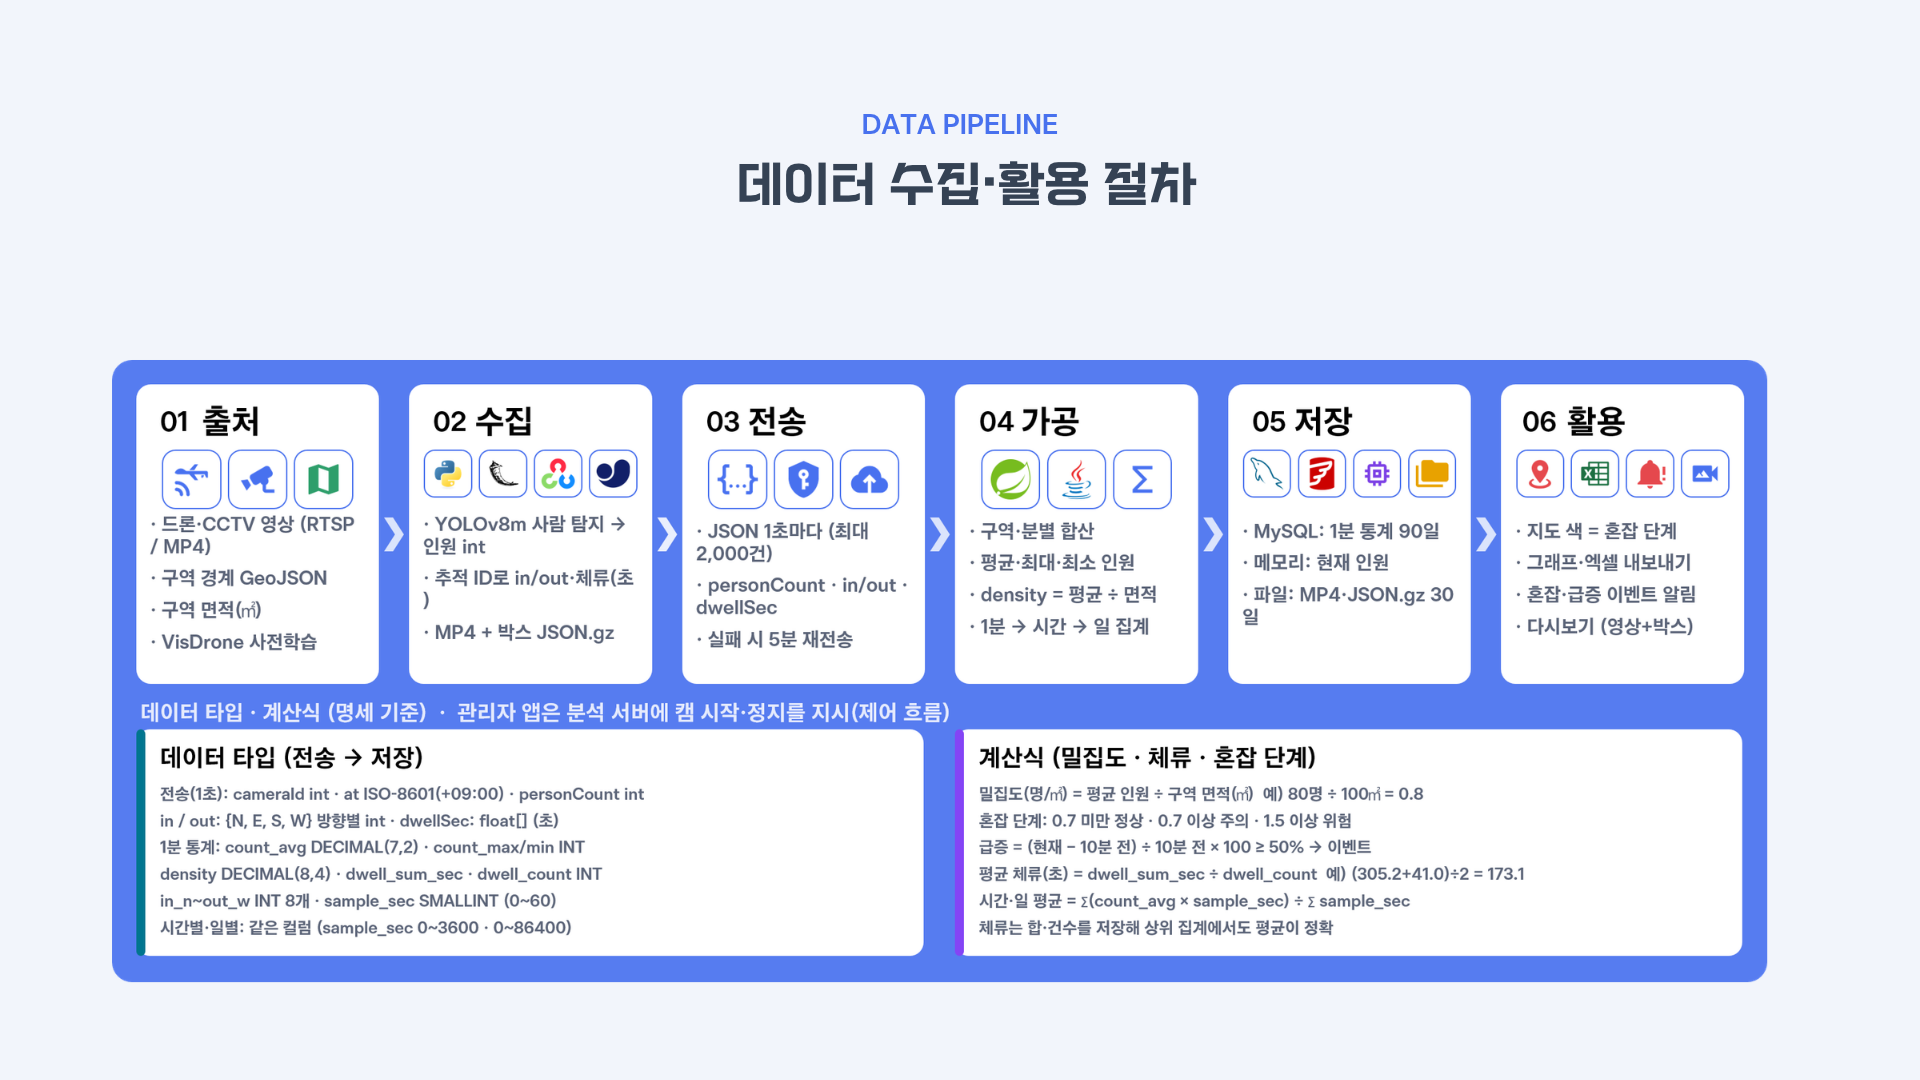 DATA PIPELINE
데이터 수집·활용 절차
01 출처
· 드론·CCTV 영상 (RTSP
/ MP4)
· 구역 경계 GeoJSON
· 구역 면적(㎡)
· VisDrone 사전학습
02 수집
· YOLOv8m 사람 탐지 →
인원 int
· 추적 ID로 in/out·체류(초
)
· MP4 + 박스 JSON.gz
03 전송
{...}
· JSON 1초마다 (최대
2,000건)
· personCount · in/out ·
dwellSec
· 실패 시 5분 재전송
04 가공
Σ
· 구역·분별 합산
· 평균·최대·최소 인원
· density = 평균 ÷ 면적
· 1분 → 시간 → 일 집계
05 저장
· MySQL: 1분 통계 90일
· 메모리: 현재 인원
· 파일: MP4·JSON.gz 30
일
06 활용
· 지도 색 = 혼잡 단계
· 그래프·엑셀 내보내기
· 혼잡·급증 이벤트 알림
· 다시보기 (영상+박스)
데이터 타입 · 계산식 (명세 기준) · 관리자 앱은 분석 서버에 캠 시작·정지를 지시(제어 흐름)
데이터 타입 (전송 → 저장)
전송(1초): cameraId int · at ISO-8601(+09:00) · personCount int
in / out: {N, E, S, W} 방향별 int · dwellSec: float[] (초)
1분 통계: count_avg DECIMAL(7,2) · count_max/min INT
density DECIMAL(8,4) · dwell_sum_sec · dwell_count INT
in_n~out_w INT 8개 · sample_sec SMALLINT (0~60)
시간별·일별: 같은 컬럼 (sample_sec 0~3600 · 0~86400)
계산식 (밀집도 · 체류 · 혼잡 단계)
밀집도(명/㎡) = 평균 인원 ÷ 구역 면적(㎡) 예) 80명 ÷ 100㎡ = 0.8
혼잡 단계: 0.7 미만 정상 · 0.7 이상 주의 · 1.5 이상 위험
급증 = (현재 − 10분 전) ÷ 10분 전 × 100 ≥ 50% → 이벤트
평균 체류(초) = dwell_sum_sec ÷ dwell_count 예) (305.2+41.0)÷2 = 173.1
시간·일 평균 = Σ(count_avg × sample_sec) ÷ Σ sample_sec
체류는 합·건수를 저장해 상위 집계에서도 평균이 정확